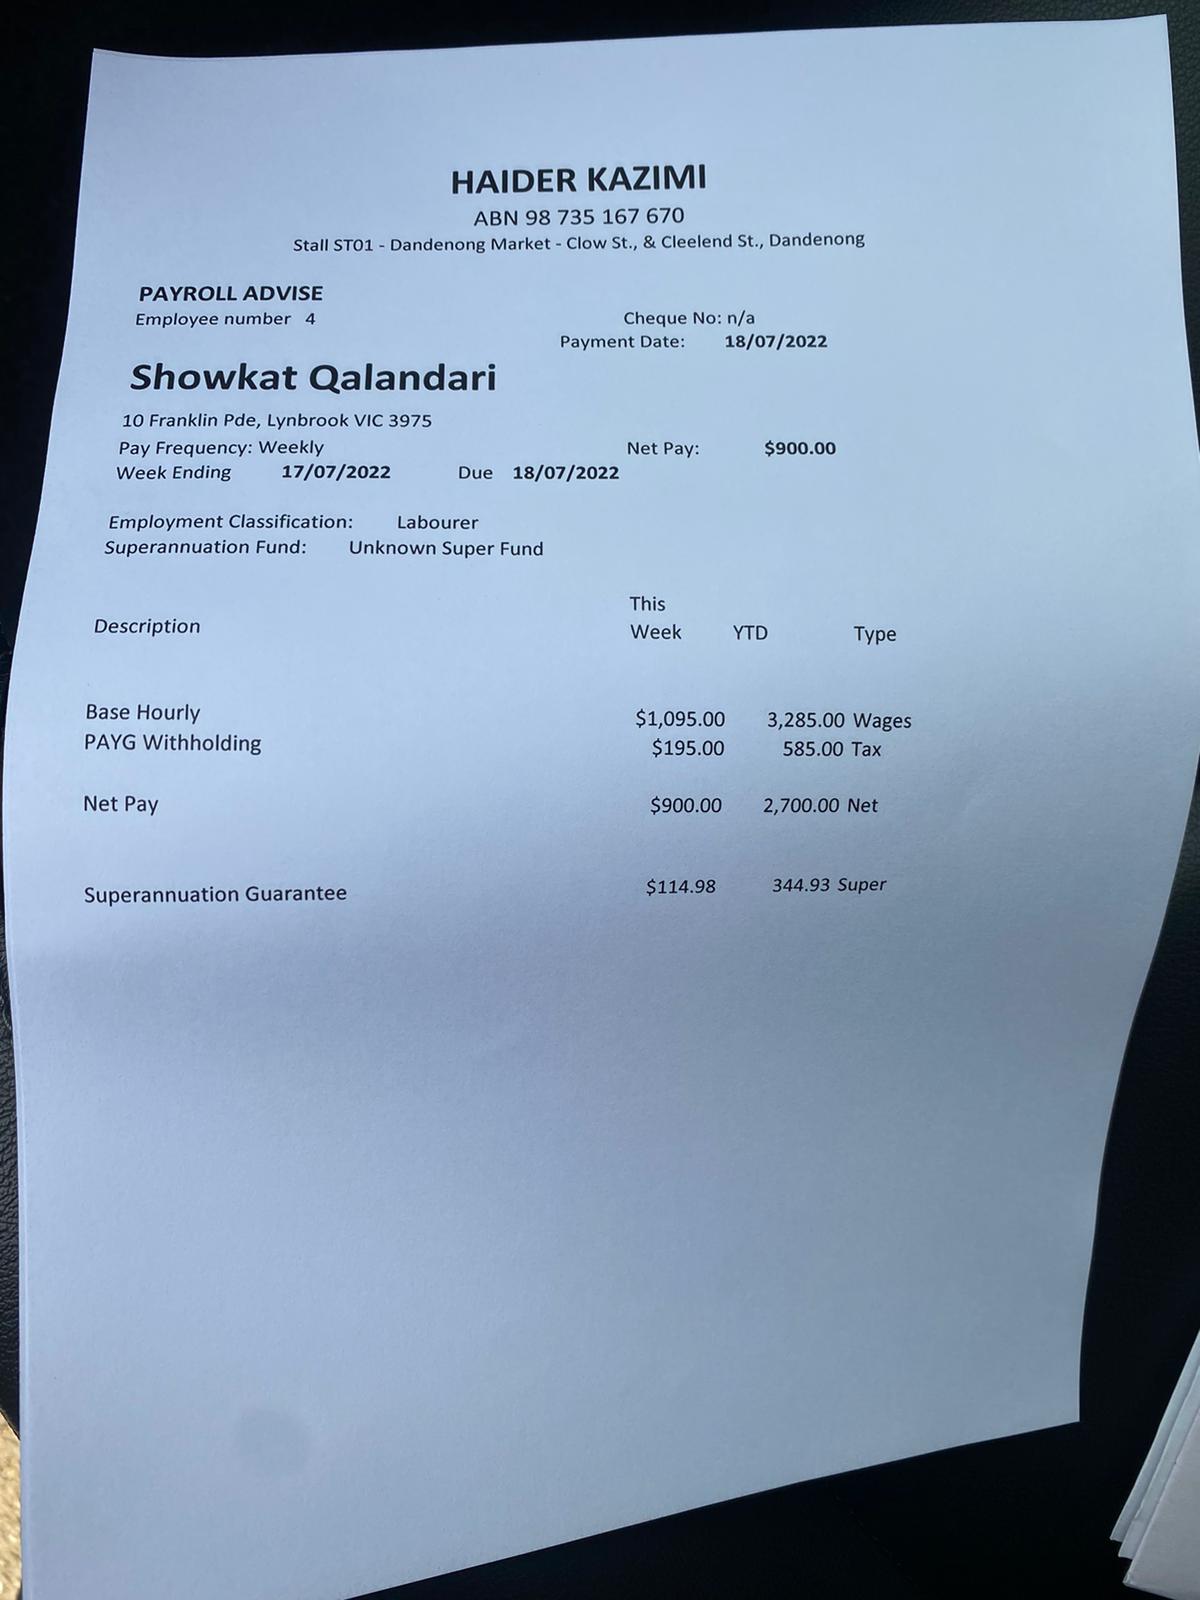 HAIDER KAZIMI
ABN 98 735 167 670
Stall ST01 - Dandenong Market - Clow St., & Cleelend St., Dandenong
PAYROLL ADVISE
Employee number 4 Cheque No: n/a
Payment Date: 18/07/2022
Showkat Qalandari
10 Franklin Pde, Lynbrook VIC 3975
Pay Frequency: Weekly Net Pay: $900.00
Week Ending 17/07/2022 Due 18/07/2022
Employment Classification: Labourer
Superannuation Fund: Unknown Super Fund
This
Description Week YTD Type
Base Hourly $1,095.00 3,285.00 Wages
PAYG Withholding $195.00 585.00 Tax
Net Pay $900.00 2,700.00 Net
Superannuation Guarantee $114.98 344.93 Super